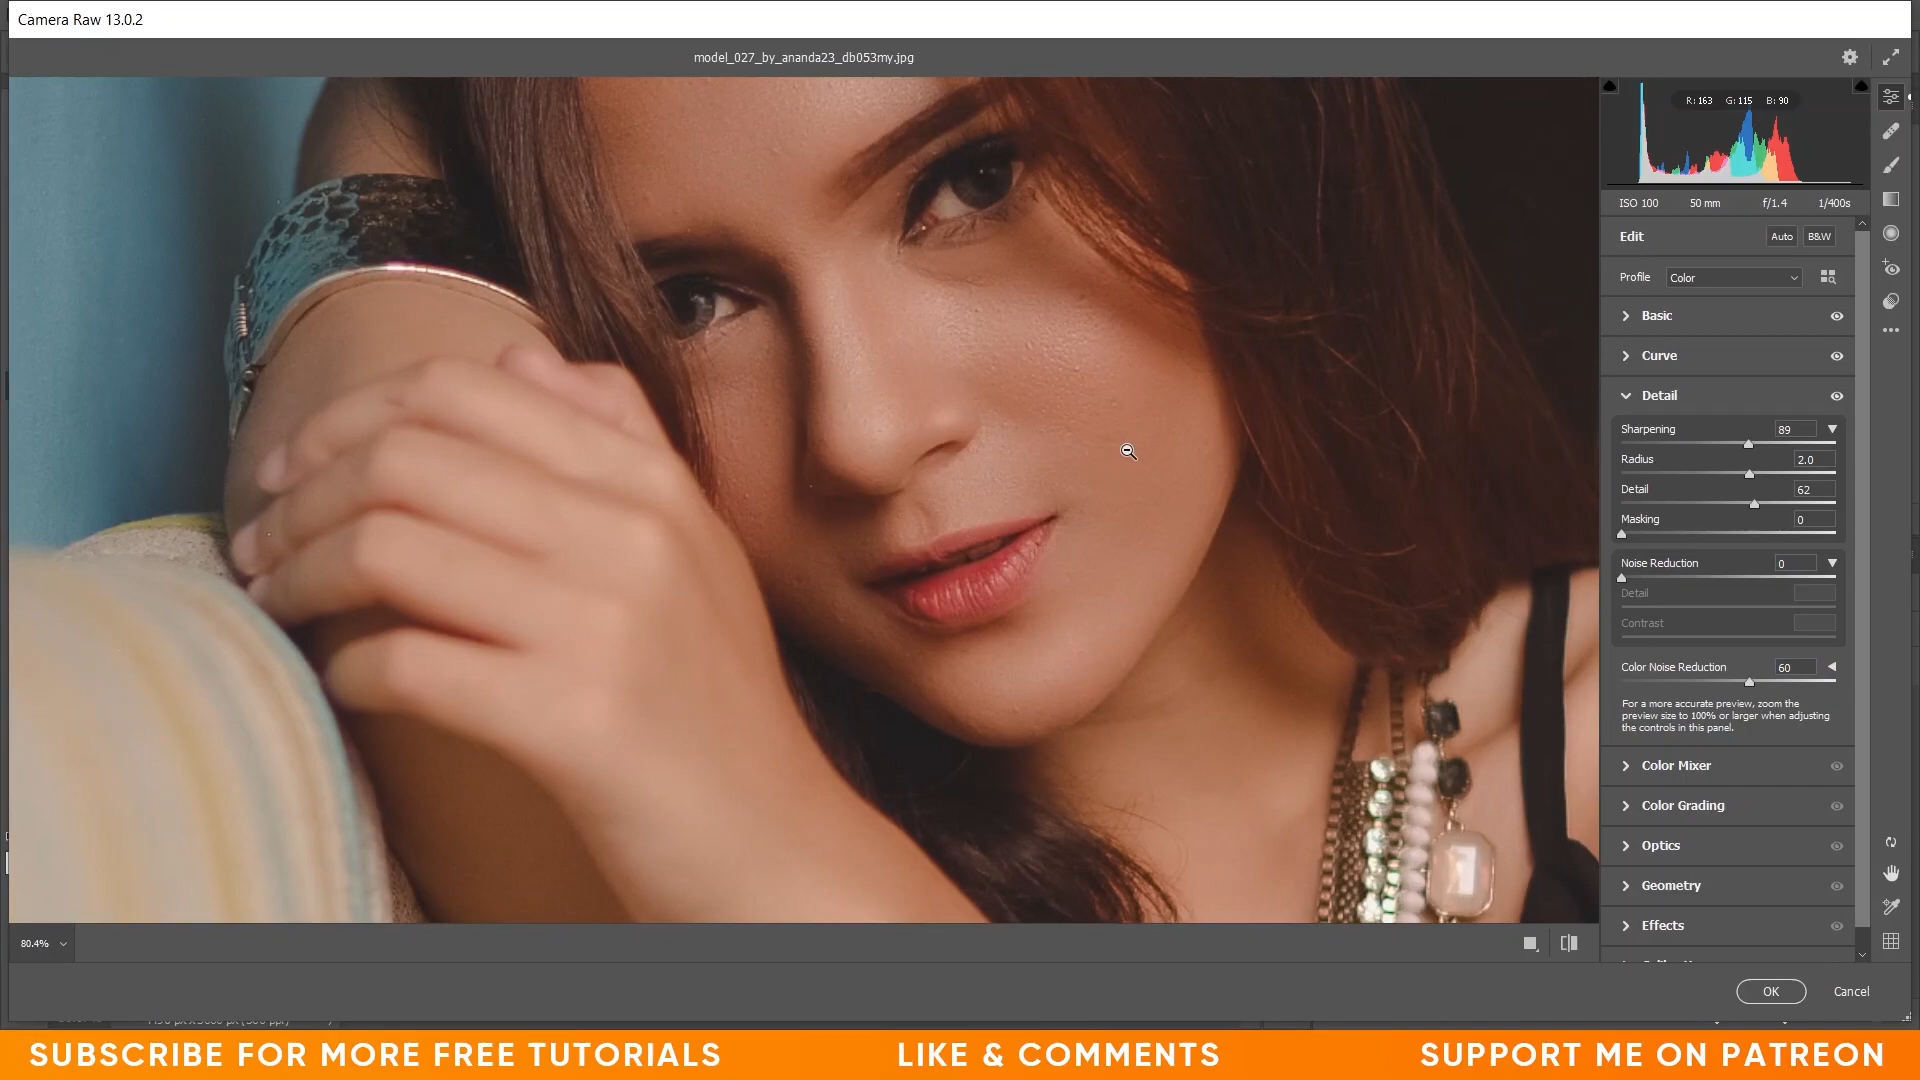 Camera Raw 13.0.2
model_027_by_ananda23_db053my.jpg
R: 163 G: 115 B: 90
ISO 100 50 mm f/1.4 1/400s
Edit Auto B&W
Profile Color
Basic
Curve
Detail
Sharpening 89
Radius 2.0
Detail 62
Masking 0
Noise Reduction 0
Detail
Contrast
Color Noise Reduction 60
For a more accurate preview, zoom the
preview size to 100% or larger when adjusting
the controls in this panel.
Color Mixer
Color Grading
Optics
Geometry
Effects
80.4%
OK Cancel
SUBSCRIBE FOR MORE FREE TUTORIALS LIKE & COMMENTS SUPPORT ME ON PATREON